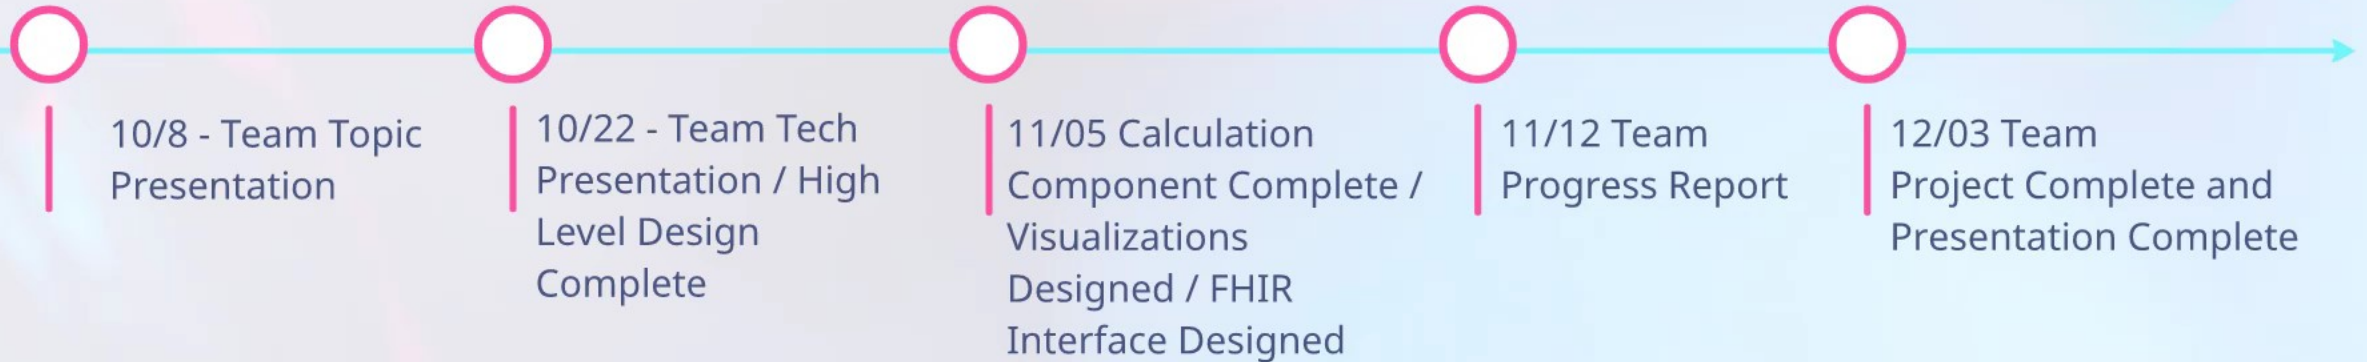 10/8 - Team Topic
Presentation
10/22 - Team Tech
Presentation / High
Level Design
Complete
11/05 Calculation
Component Complete /
Visualizations
Designed / FHIR
Interface Designed
11/12 Team
Progress Report
12/03 Team
Project Complete and
Presentation Complete